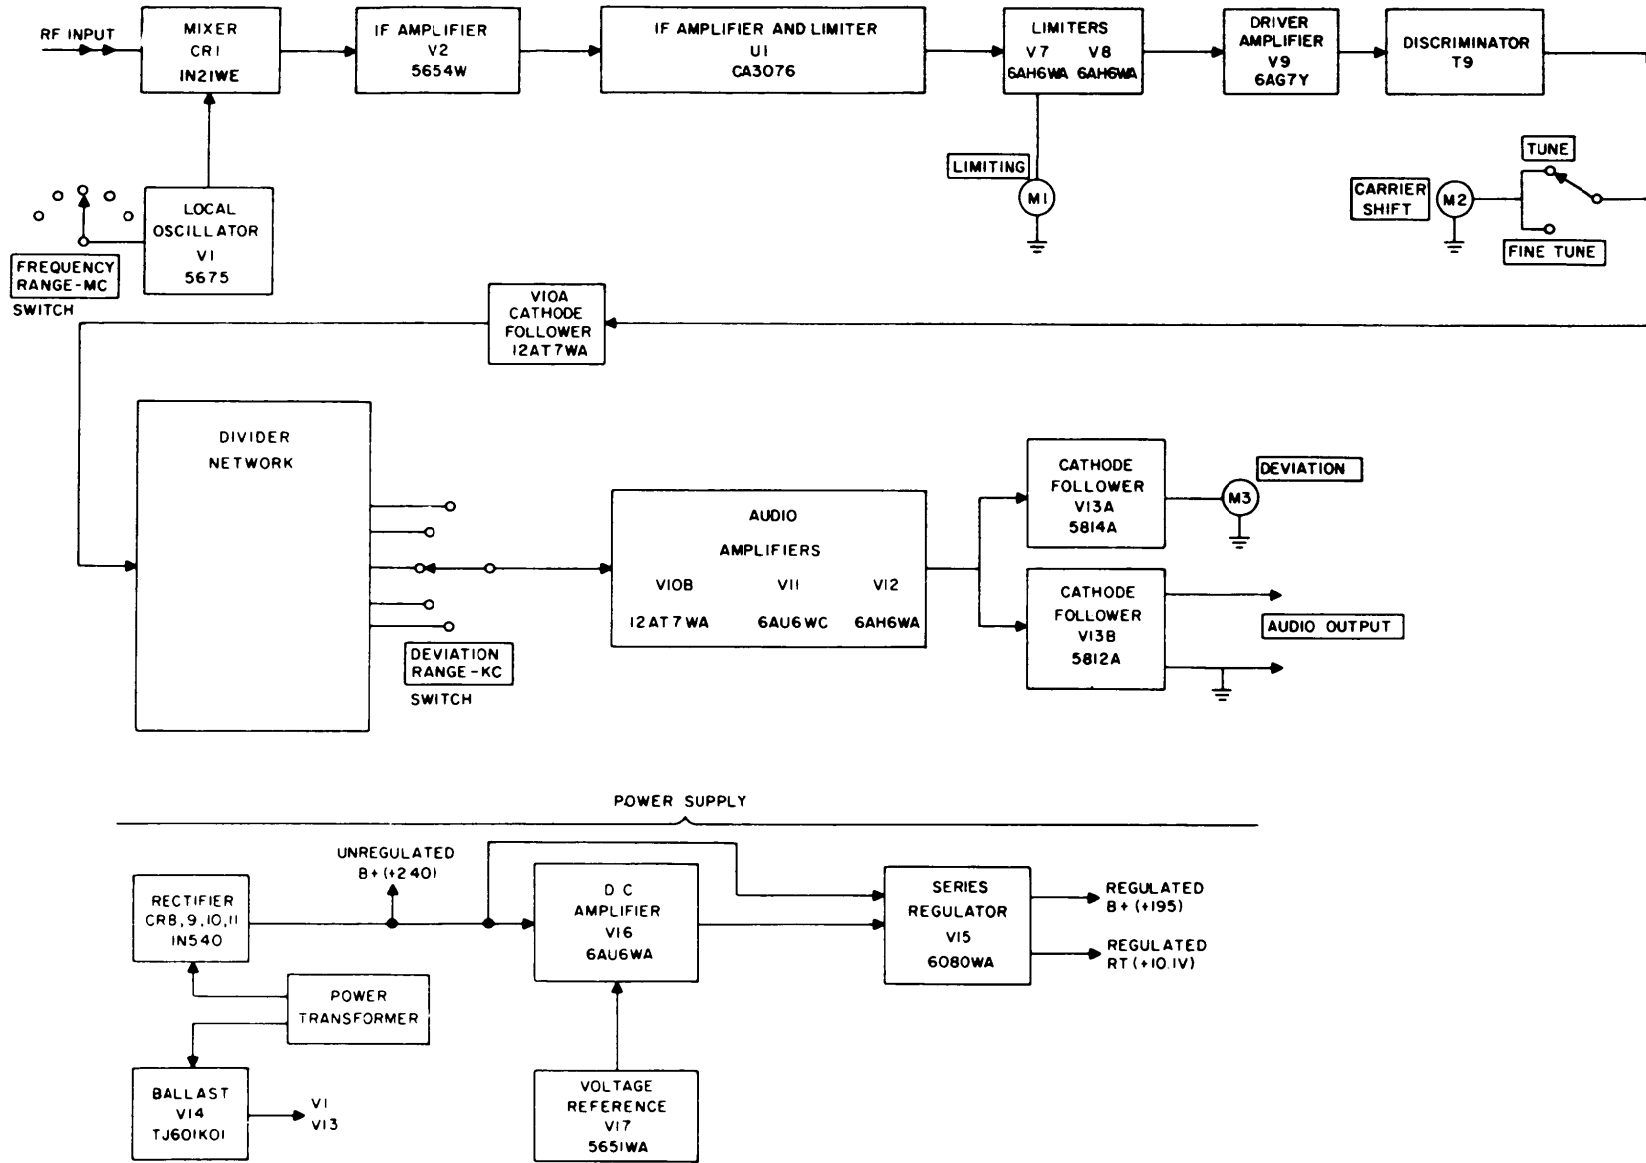 RF INPUT
MIXER
CR1
IN21WE
IF AMPLIFIER
V2
5654W
IF AMPLIFIER AND LIMITER
U1
CA3076
LIMITERS
V7 V8
6AH6WA 6AH6WA
DRIVER
AMPLIFIER
V9
6AG7Y
DISCRIMINATOR
T9
LIMITING
M1
TUNE
CARRIER
SHIFT
M2
FINE TUNE
LOCAL
OSCILLATOR
V1
5675
FREQUENCY
RANGE-MC
SWITCH
V10A
CATHODE
FOLLOWER
12AT7WA
DIVIDER
NETWORK
DEVIATION
RANGE-KC
SWITCH
AUDIO
AMPLIFIERS
V10B V11 V12
12AT7WA 6AU6WC 6AH6WA
CATHODE
FOLLOWER
V13A
5814A
DEVIATION
M3
CATHODE
FOLLOWER
V13B
5812A
AUDIO OUTPUT
POWER SUPPLY
UNREGULATED
B+ (+240)
RECTIFIER
CR8,9,10,11
IN540
DC
AMPLIFIER
V16
6AU6WA
SERIES
REGULATOR
V15
6080WA
REGULATED
B+ (+195)
REGULATED
RT (+10.1V)
POWER
TRANSFORMER
BALLAST
V14
TJ601K01
V1
V13
VOLTAGE
REFERENCE
V17
5651WA